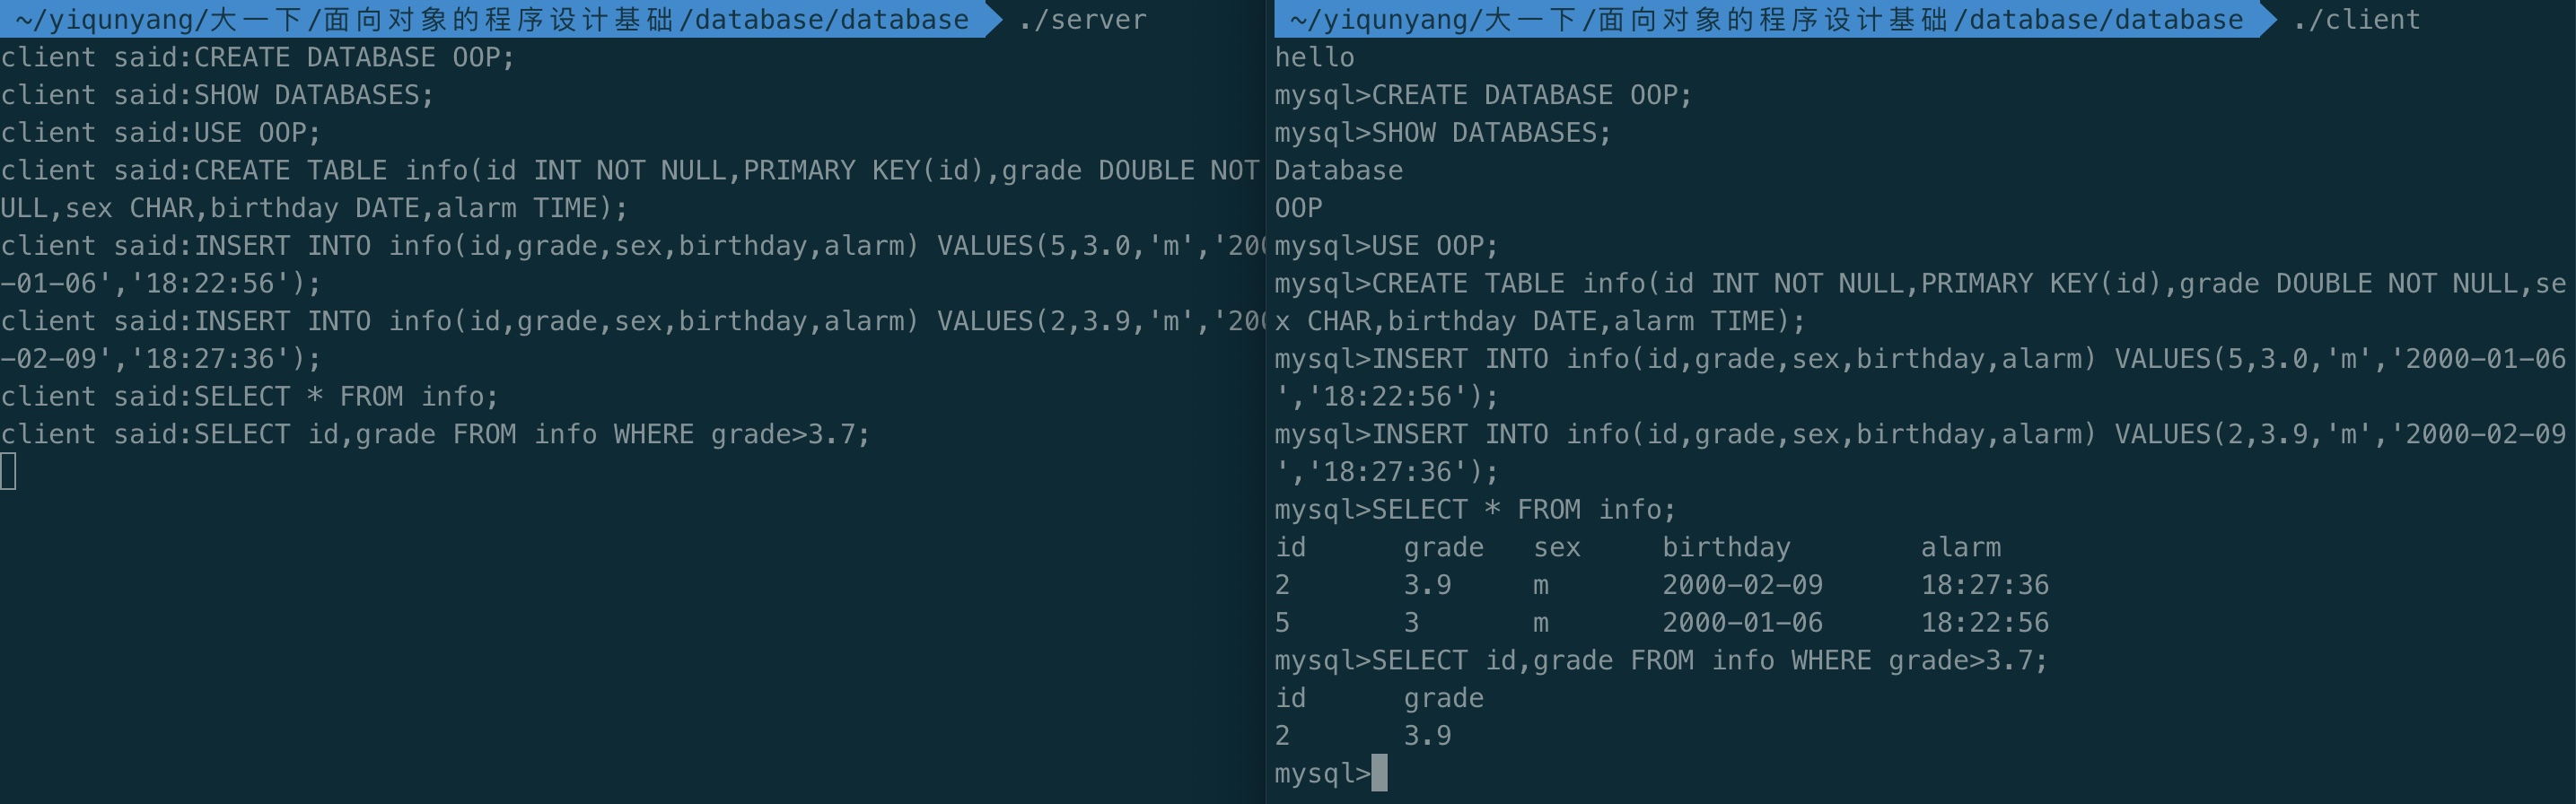 ~/yiqunyang/大一下/面向对象的程序设计基础/database/database ./server
client said:CREATE DATABASE OOP;
client said:SHOW DATABASES;
client said:USE OOP;
client said:CREATE TABLE info(id INT NOT NULL,PRIMARY KEY(id),grade DOUBLE NOT
ULL,sex CHAR,birthday DATE,alarm TIME);
client said:INSERT INTO info(id,grade,sex,birthday,alarm) VALUES(5,3.0,'m','200
-01-06','18:22:56');
client said:INSERT INTO info(id,grade,sex,birthday,alarm) VALUES(2,3.9,'m','200
-02-09','18:27:36');
client said:SELECT * FROM info;
client said:SELECT id,grade FROM info WHERE grade>3.7;
~/yiqunyang/大一下/面向对象的程序设计基础/database/database ./client
hello
mysql>CREATE DATABASE OOP;
mysql>SHOW DATABASES;
Database
OOP
mysql>USE OOP;
mysql>CREATE TABLE info(id INT NOT NULL,PRIMARY KEY(id),grade DOUBLE NOT NULL,se
x CHAR,birthday DATE,alarm TIME);
mysql>INSERT INTO info(id,grade,sex,birthday,alarm) VALUES(5,3.0,'m','2000-01-06
','18:22:56');
mysql>INSERT INTO info(id,grade,sex,birthday,alarm) VALUES(2,3.9,'m','2000-02-09
','18:27:36');
mysql>SELECT * FROM info;
id grade sex birthday alarm
2 3.9 m 2000-02-09 18:27:36
5 3 m 2000-01-06 18:22:56
mysql>SELECT id,grade FROM info WHERE grade>3.7;
id grade
2 3.9
mysql>